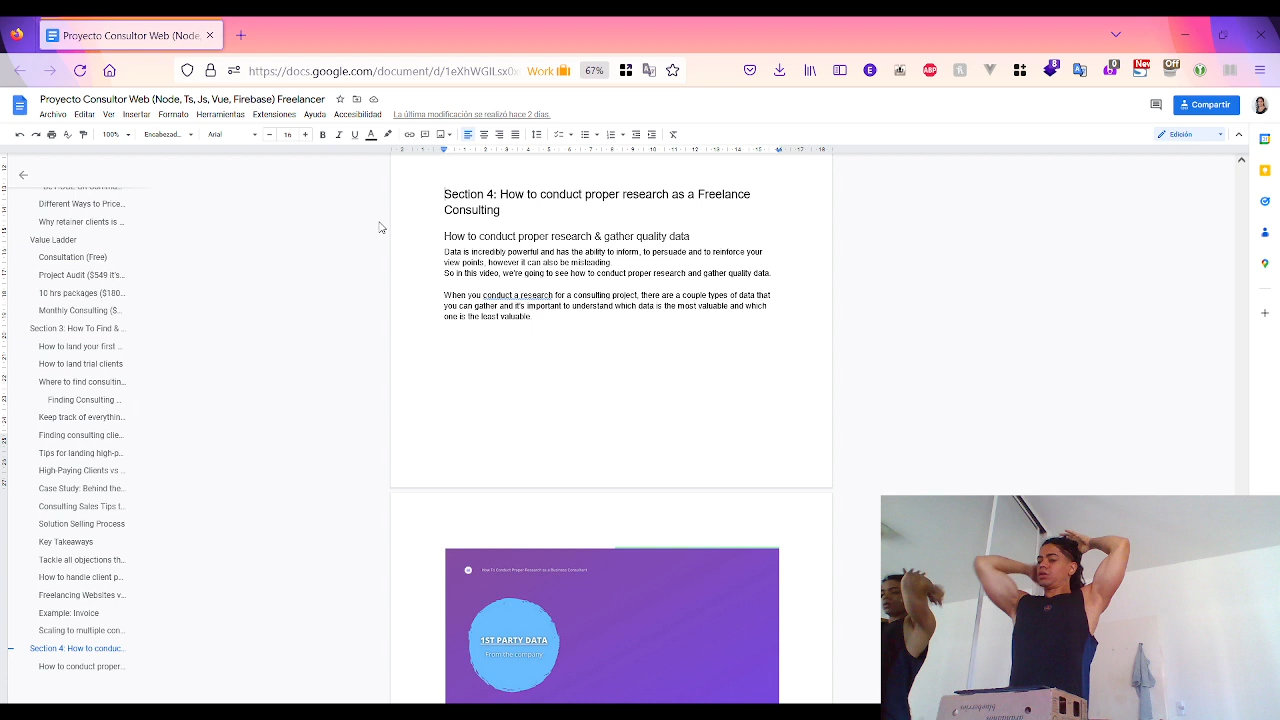 Proyecto Consultor Web (Node,
https://docs.google.com/document/d/1eXhWGILsx0x
Work
67%
Proyecto Consultor Web (Node, Ts, Js, Vue, Firebase) Freelancer
Archivo Editar Ver Insertar Formato Herramientas Extensiones Ayuda Accesibilidad La última modificación se realizó hace 2 días.
Compartir
100% Encabezad... Arial 16
Edición
Different Ways to Price...
Why retainer clients is ...
Value Ladder
Consultation (Free)
Project Audit ($549 it's...
10 hrs packages ($180...
Monthly Consulting ($...
Section 3: How To Find & ...
How to land your first ...
How to land trial clients
Where to find consultin...
Finding Consulting ...
Keep track of everythin...
Finding consulting clie...
Tips for landing high-p...
High-Paying Clients vs ...
Case Study: Behind the...
Consulting Sales Tips t...
Solution Selling Process
Key Takeaways
Tackle all objections th...
How to handle client p...
Freelancing Websites v...
Example: Invoice
Scaling to multiple con...
Section 4: How to conduc...
How to conduct proper...
Section 4: How to conduct proper research as a Freelance
Consulting
How to conduct proper research & gather quality data
Data is incredibly powerful and has the ability to inform, to persuade and to reinforce your
view points, however it can also be misleading.
So in this video, we're going to see how to conduct proper research and gather quality data.
When you conduct a research for a consulting project, there are a couple types of data that
you can gather and it's important to understand which data is the most valuable and which
one is the least valuable.
How To Conduct Proper Research as a Business Consultant
1ST PARTY DATA
From the company